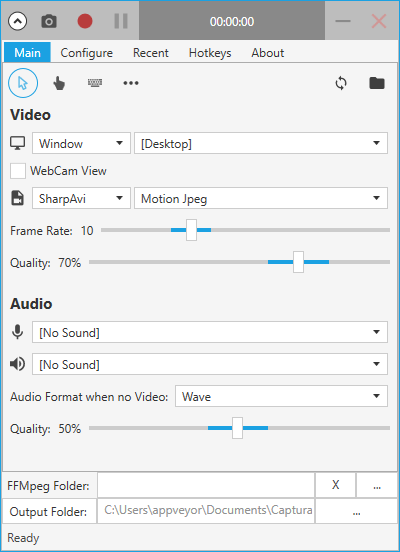 00:00:00
Main Configure Recent Hotkeys About
Video
Window [Desktop]
WebCam View
SharpAvi Motion Jpeg
Frame Rate: 10
Quality: 70%
Audio
[No Sound]
[No Sound]
Audio Format when no Video: Wave
Quality: 50%
FFMpeg Folder: X ...
Output Folder: C:\Users\appveyor\Documents\Captura ...
Ready